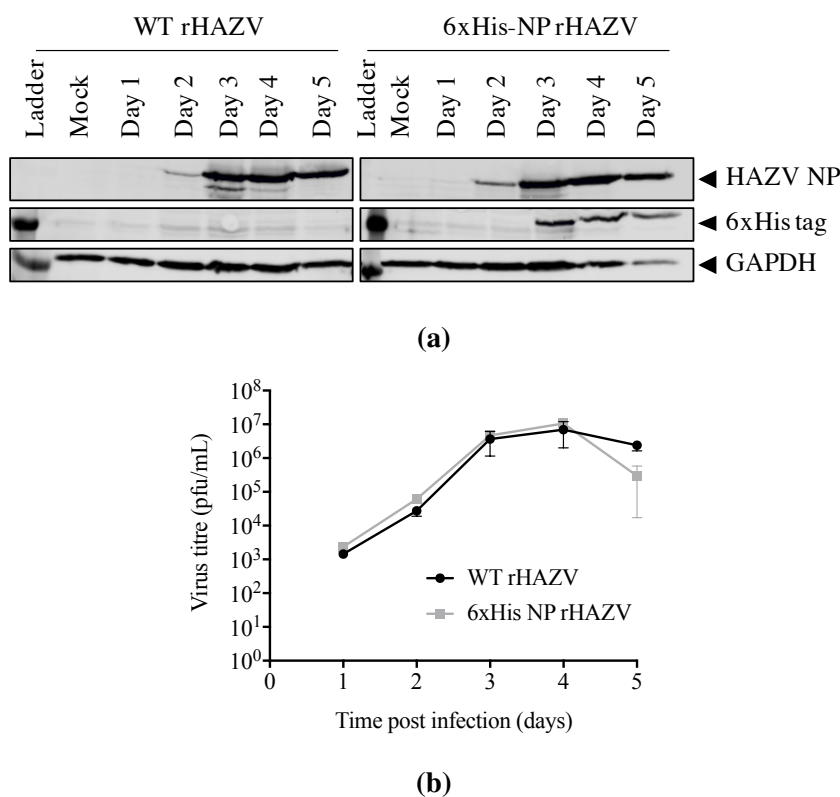 WT rHAZV 6xHis-NP rHAZV
Ladder Mock Day 1 Day 2 Day 3 Day 4 Day 5 Ladder Mock Day 1 Day 2 Day 3 Day 4 Day 5
HAZV NP
6xHis tag
GAPDH
(a)
10⁸
10⁷
10⁶
10⁵
10⁴
10³
10²
10¹
10⁰
Virus titre (pfu/mL)
WT rHAZV
6xHis NP rHAZV
0 1 2 3 4 5
Time post infection (days)
(b)